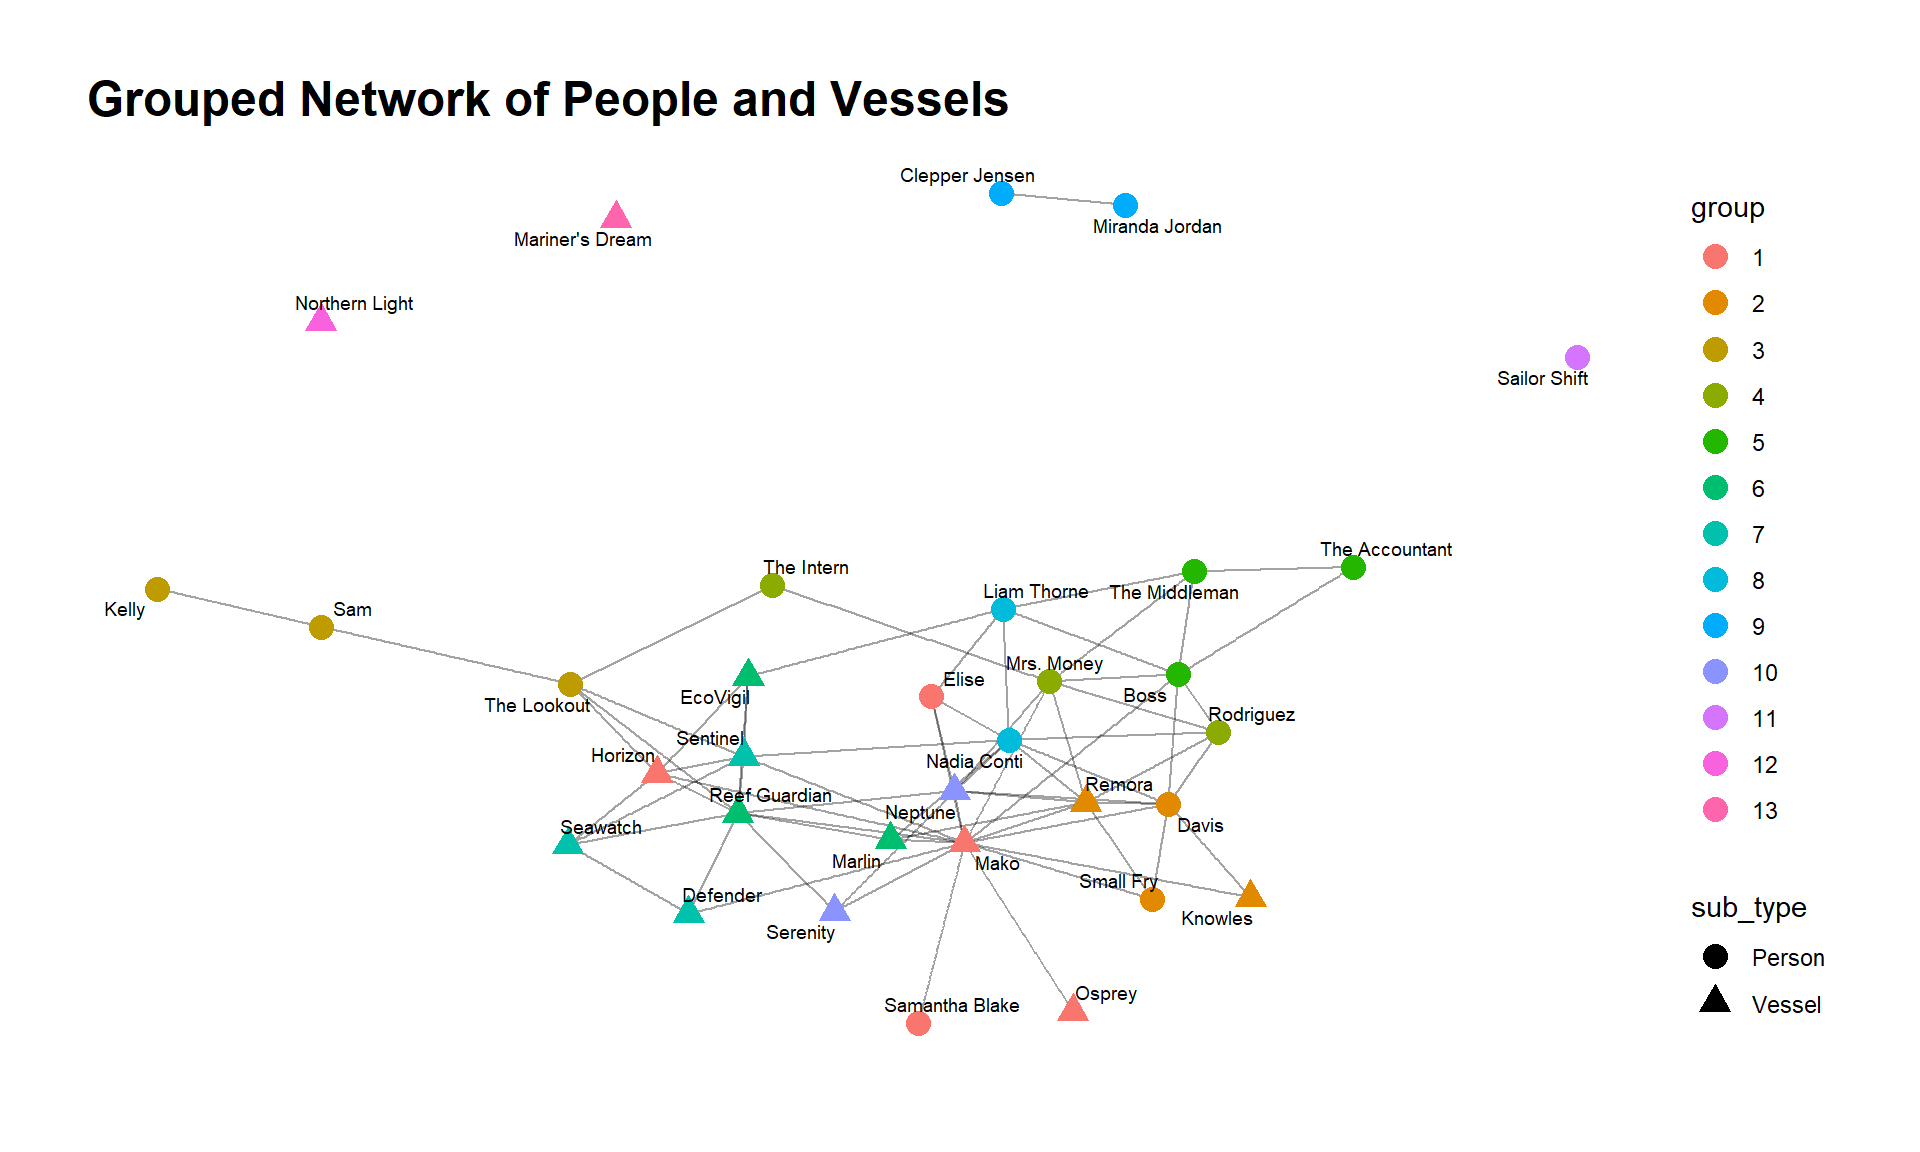 Grouped Network of People and Vessels
Clepper Jensen
Miranda Jordan
Mariner's Dream
Northern Light
Sailor Shift
The Accountant
The Intern
Liam Thorne
The Middleman
Kelly
Sam
Mrs. Money
Elise
Boss
EcoVigil
The Lookout
Rodriguez
Sentinel
Horizon
Nadia Conti
Remora
Reef Guardian
Neptune
Seawatch
Davis
Marlin
Mako
Small Fry
Defender
Knowles
Serenity
Osprey
Samantha Blake
group
1
2
3
4
5
6
7
8
9
10
11
12
13
sub_type
Person
Vessel